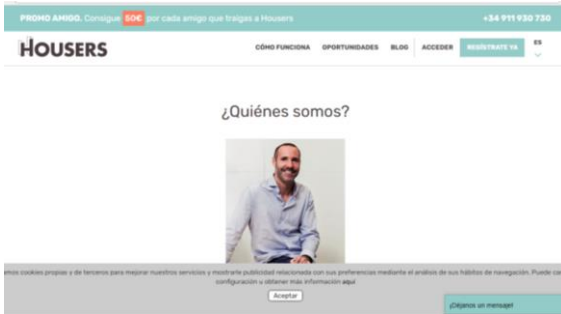 PROMO AMIGO. Consigue 50€ por cada amigo que traigas a Housers
+34 911 930 730
HOUSERS
CÓMO FUNCIONA OPORTUNIDADES BLOG ACCEDER REGÍSTRATE YA ES
¿Quiénes somos?
emos cookies propias y de terceros para mejorar nuestros servicios y mostrarle publicidad relacionada con sus preferencias mediante el análisis de sus hábitos de navegación. Puede ca
configuración u obtener más información aquí
Aceptar
¡Déjanos un mensaje!